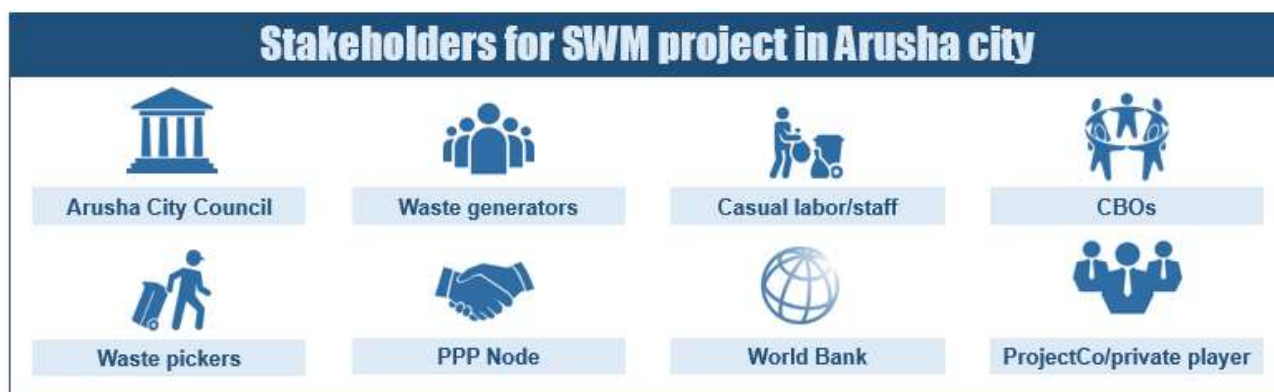 Stakeholders for SWM project in Arusha city
Arusha City Council
Waste generators
Casual labor/staff
CBOs
Waste pickers
PPP Node
World Bank
ProjectCo/private player